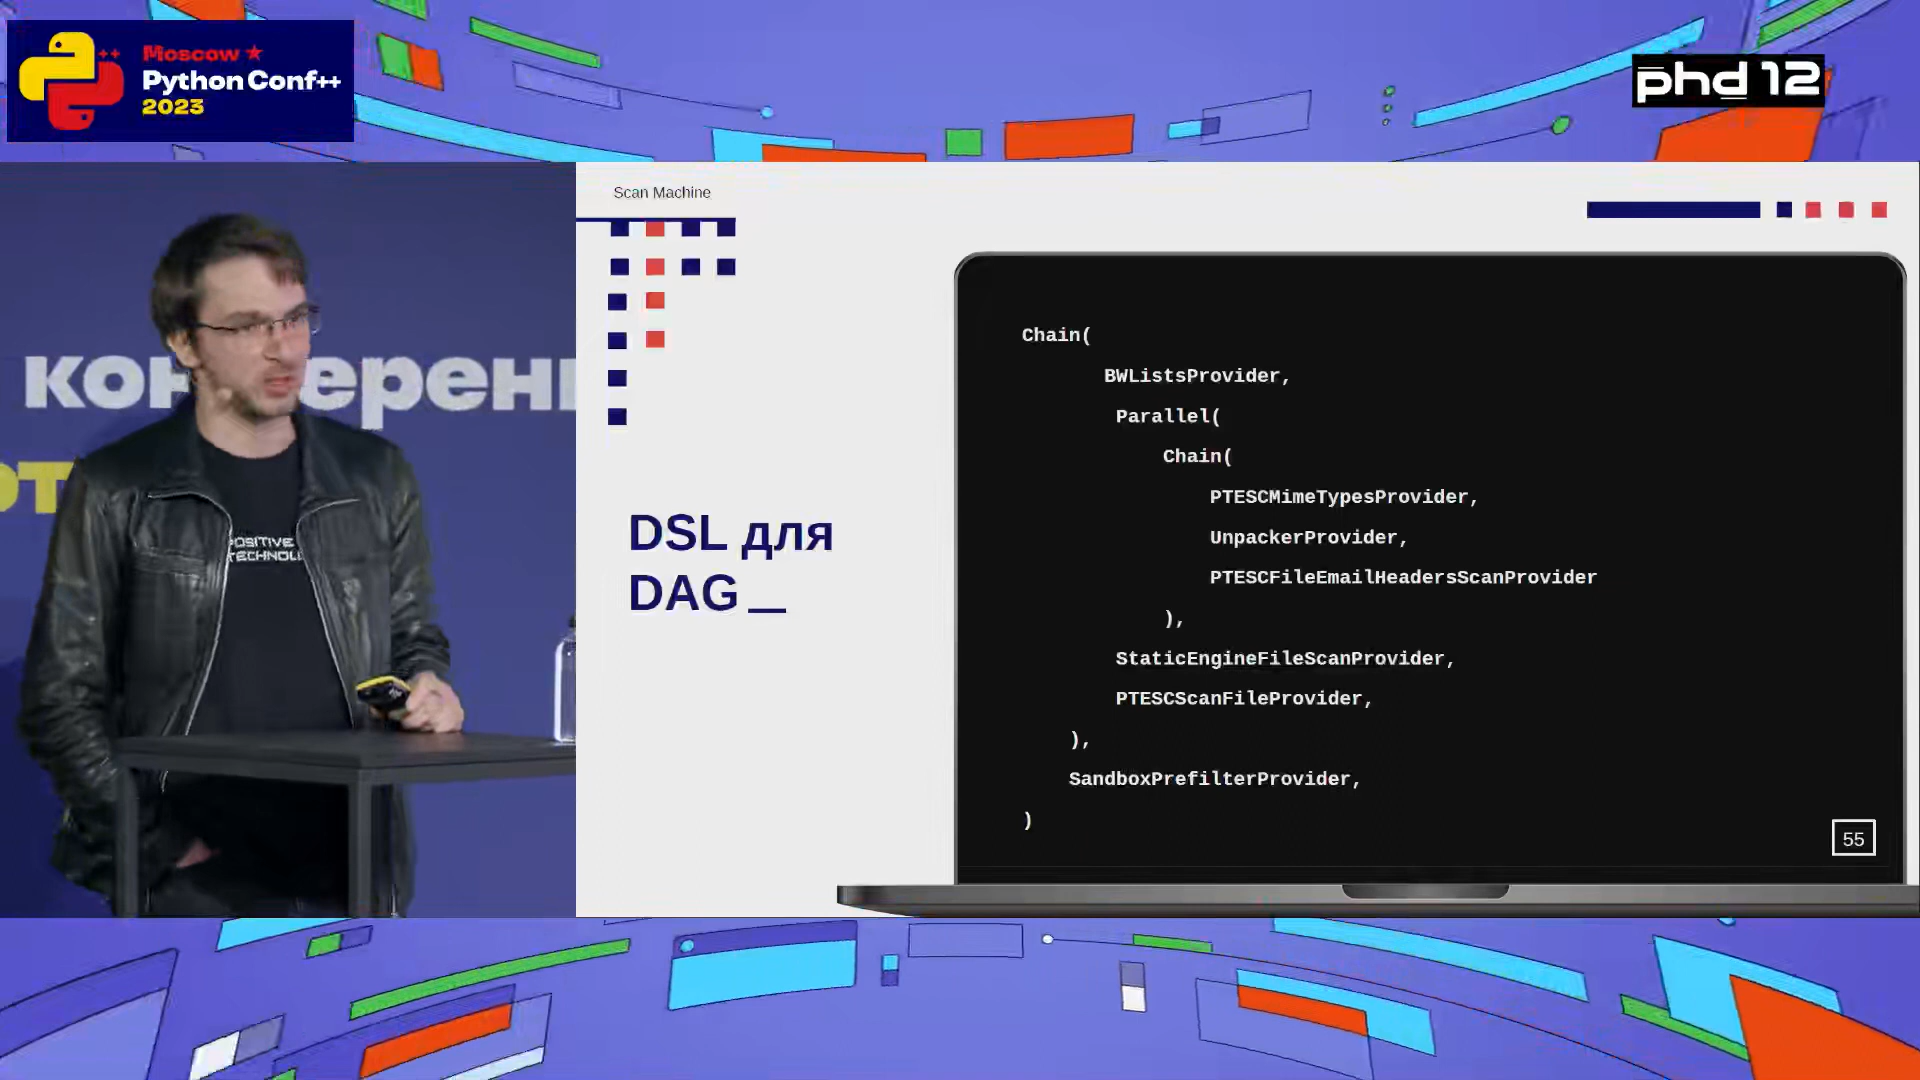 Moscow
Python Conf++
2023
phd 12
Scan Machine
DSL для
DAG _
Chain(
BWListsProvider,
Parallel(
Chain(
PTESCMimeTypesProvider,
UnpackerProvider,
PTESCFileEmailHeadersScanProvider
),
StaticEngineFileScanProvider,
PTESCScanFileProvider,
),
SandboxPrefilterProvider,
)
55
POSITIVE